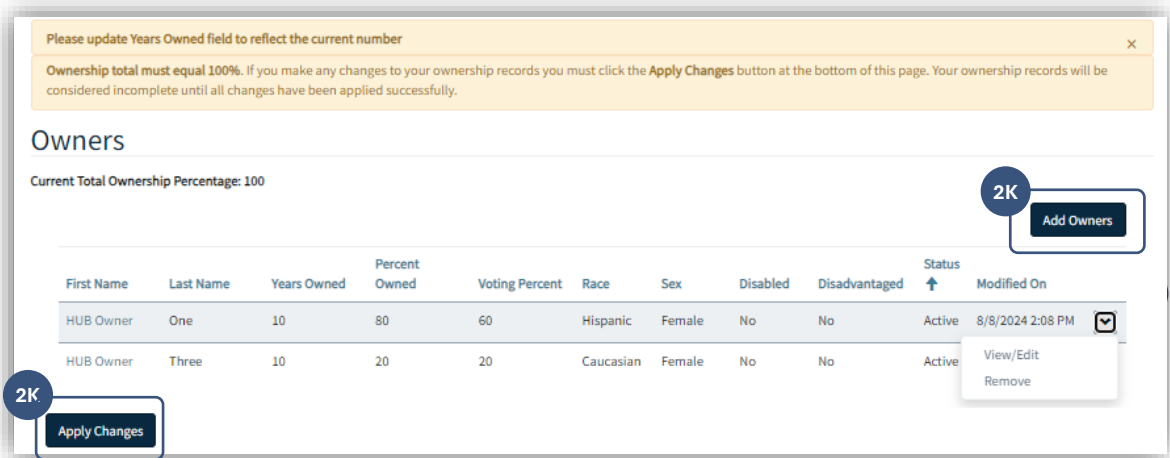 Please update Years Owned field to reflect the current number ×
Ownership total must equal 100%. If you make any changes to your ownership records you must click the Apply Changes button at the bottom of this page. Your ownership records will be
considered incomplete until all changes have been applied successfully.
Owners
Current Total Ownership Percentage: 100
2K
Add Owners
First Name Last Name Years Owned Percent Owned Voting Percent Race Sex Disabled Disadvantaged Status Modified On
HUB Owner One 10 80 60 Hispanic Female No No Active 8/8/2024 2:08 PM
HUB Owner Three 10 20 20 Caucasian Female No No Active
View/Edit
Remove
2K
Apply Changes